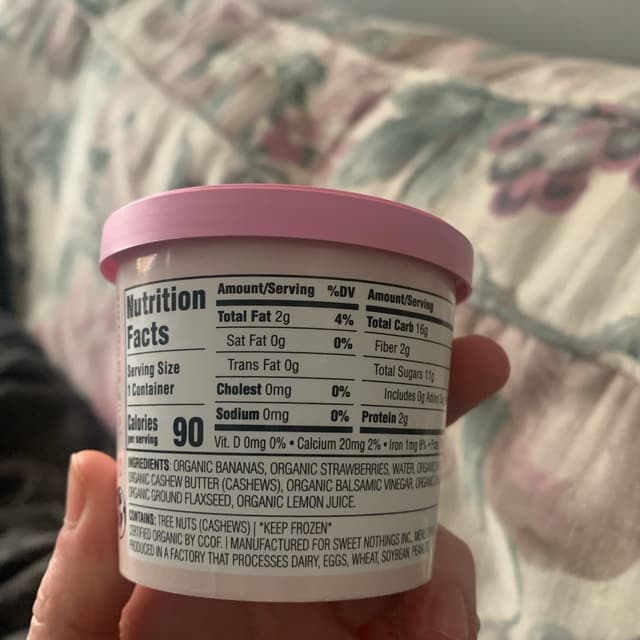 Nutrition Facts
Serving Size
1 Container
Calories per serving 90
Amount/Serving %DV
Total Fat 2g 4%
Sat Fat 0g 0%
Trans Fat 0g
Cholest 0mg 0%
Sodium 0mg 0%
Amount/Serving
Total Carb 16g
Fiber 2g
Total Sugars 11g
Includes 0g
Protein 2g
Vit. D 0mg 0% • Calcium 20mg 2% • Iron 1mg 6% •
INGREDIENTS: ORGANIC BANANAS, ORGANIC STRAWBERRIES, WATER,
ORGANIC CASHEW BUTTER (CASHEWS), ORGANIC BALSAMIC VINEGAR,
ORGANIC GROUND FLAXSEED, ORGANIC LEMON JUICE.
CONTAINS: TREE NUTS (CASHEWS) | *KEEP FROZEN*
CERTIFIED ORGANIC BY CCOF. | MANUFACTURED FOR SWEET NOTHINGS INC.,
PRODUCED IN A FACTORY THAT PROCESSES DAIRY, EGGS, WHEAT, SOYBEAN,